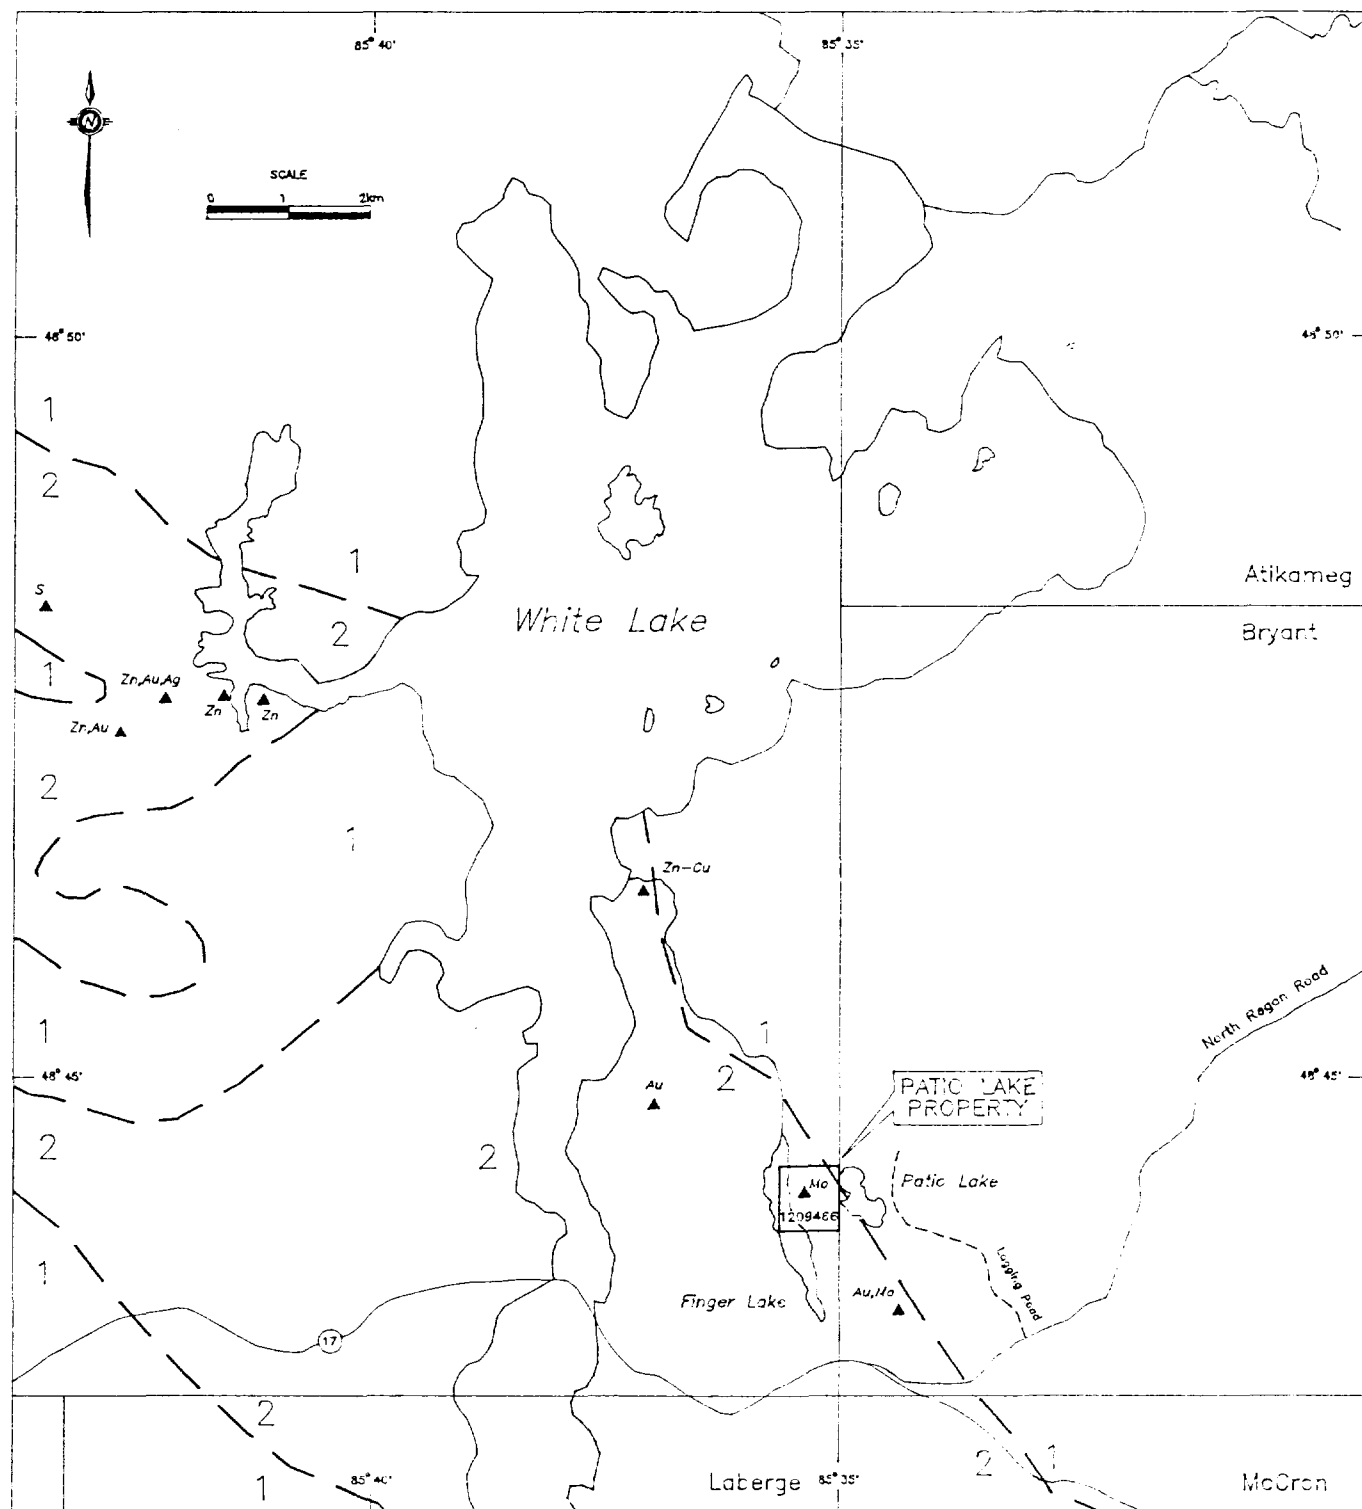 85° 40'
85° 35'
N
SCALE
0 1 2km
48° 50'
48° 50'
1
2
1
2
S
Atikameg
White Lake
Bryant
1
Zn,Au,Ag
Zn
Zn
Zn,Au
2
1
Zn-Cu
1
1
2
North Ragan Road
48° 45'
48° 45'
PATIC LAKE
PROPERTY
Au
2
2
Mo
Patic Lake
1209466
1
Logging Road
Finger Lake
Au,Mo
17
2
1
2
1
85° 40'
Laberge
85° 35'
McCron